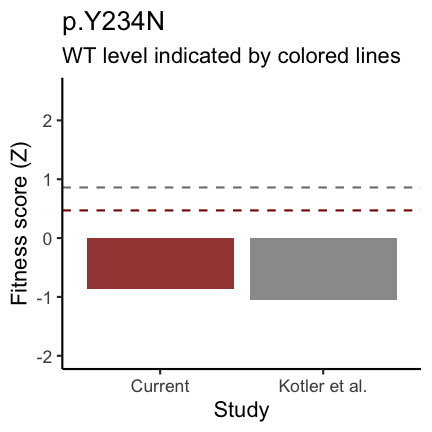 p.Y234N
WT level indicated by colored lines
Fitness score (Z)
2
1
0
-1
-2
Current
Kotler et al.
Study